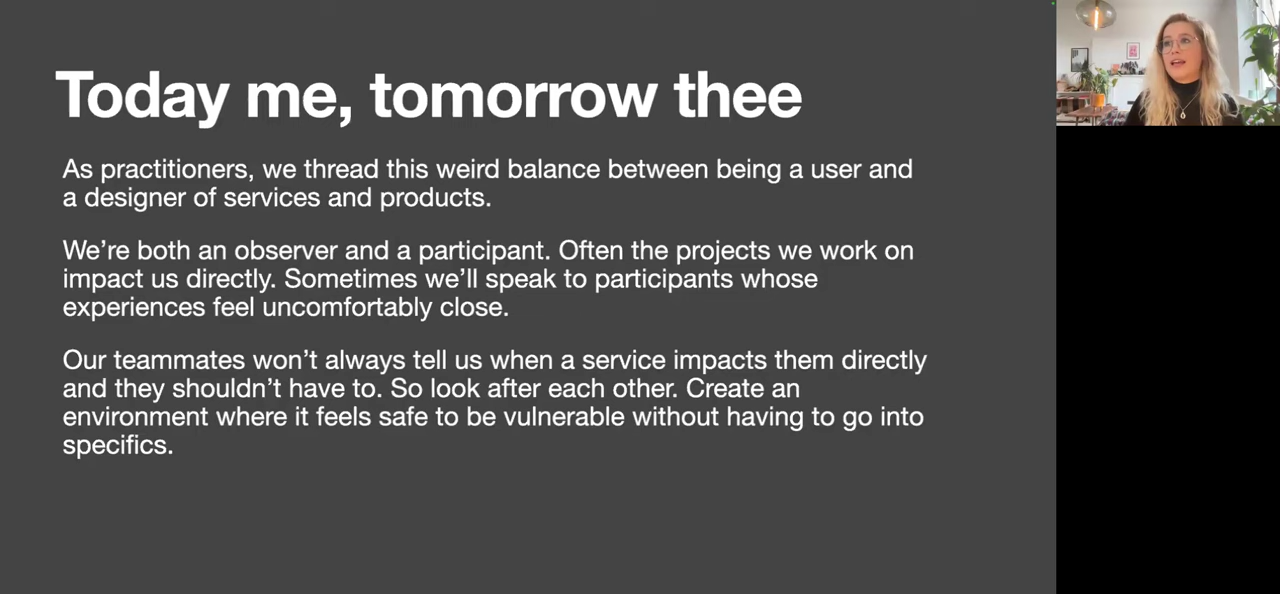 Today me, tomorrow thee
As practitioners, we thread this weird balance between being a user and
a designer of services and products.
We’re both an observer and a participant. Often the projects we work on
impact us directly. Sometimes we’ll speak to participants whose
experiences feel uncomfortably close.
Our teammates won’t always tell us when a service impacts them directly
and they shouldn’t have to. So look after each other. Create an
environment where it feels safe to be vulnerable without having to go into
specifics.